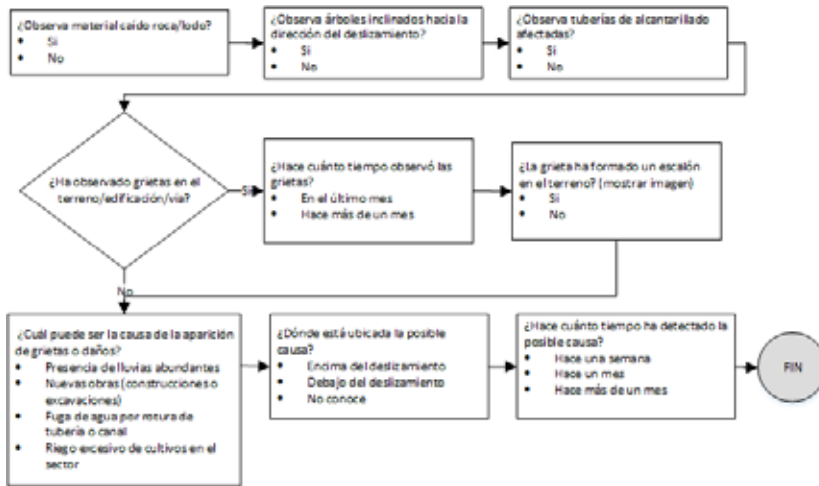 ¿Observa material caído roca/lodo?
• Si
• No
¿Observa árboles inclinados hacia la
dirección del deslizamiento?
• Si
• No
¿Observa tuberías de alcantarillado
afectadas?
• Si
• No
¿Ha observado grietas en el
terreno/edificación/via?
Si
¿Hace cuánto tiempo observó las
grietas?
• En el último mes
• Hace más de un mes
¿La grieta ha formado un escalón
en el terreno? (mostrar imagen)
• Si
• No
No
¿Cuál puede ser la causa de la aparición
de grietas o daños?
• Presencia de lluvias abundantes
• Nuevas obras (construcciones o
excavaciones)
• Fuga de agua por rotura de
tubería o canal
• Riego excesivo de cultivos en el
sector
¿Dónde está ubicada la posible
causa?
• Encima del deslizamiento
• Debajo del deslizamiento
• No conoce
¿Hace cuánto tiempo ha detectado la
posible causa?
• Hace una semana
• Hace un mes
• Hace más de un mes
FIN